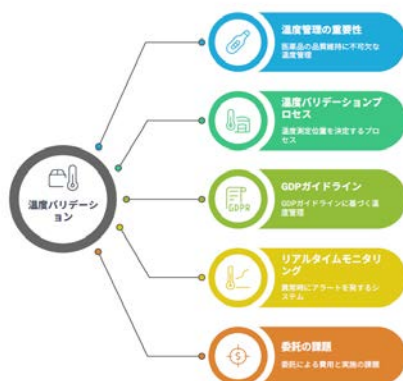 温度管理の重要性
医薬品の品質維持に不可欠な
温度管理
温度バリデーションプ
ロセス
温度測定位置を決定するプロ
セス
温度バリデーシ
ョン
GDPガイドライン
GDPガイドラインに基づく温
度管理
GDPR
リアルタイムモニタリ
ング
異常時にアラートを発するシ
ステム
委託の課題
委託による費用と実施の課題